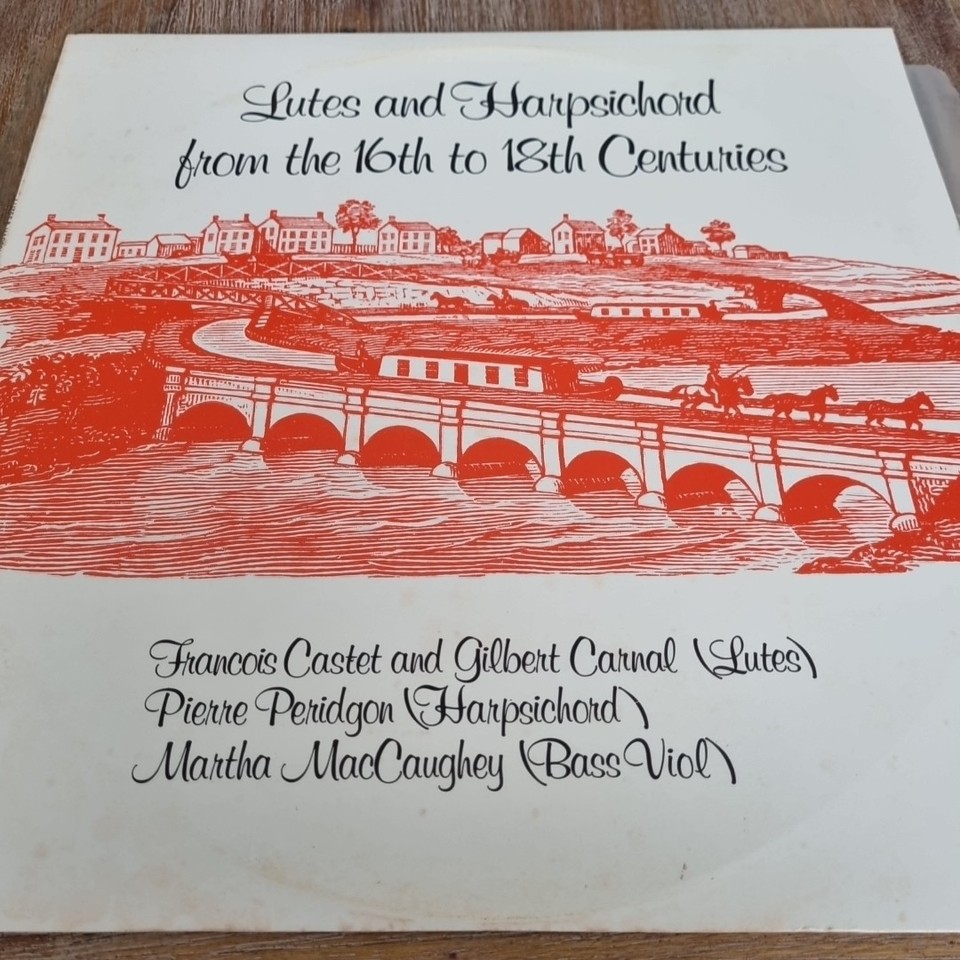 Lutes and Harpsichord
from the 16th to 18th Centuries
Francois Castet and Gilbert Carnal (Lutes)
Pierre Peridgon (Harpsichord)
Martha MacCaughey (Bass Viol)